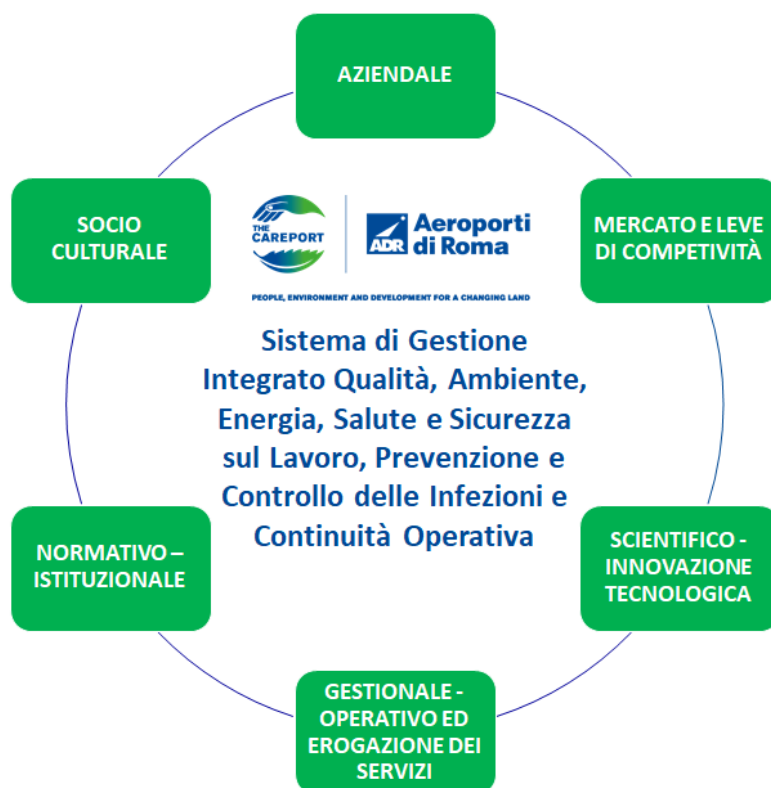 AZIENDALE
SOCIO
CULTURALE
MERCATO E LEVE
DI COMPETIVITÀ
THE
CAREPORT
ADR
Aeroporti
di Roma
PEOPLE, ENVIRONMENT AND DEVELOPMENT FOR A CHANGING LAND
Sistema di Gestione
Integrato Qualità, Ambiente,
Energia, Salute e Sicurezza
sul Lavoro, Prevenzione e
Controllo delle Infezioni e
Continuità Operativa
NORMATIVO –
ISTITUZIONALE
SCIENTIFICO -
INNOVAZIONE
TECNOLOGICA
GESTIONALE -
OPERATIVO ED
EROGAZIONE DEI
SERVIZI